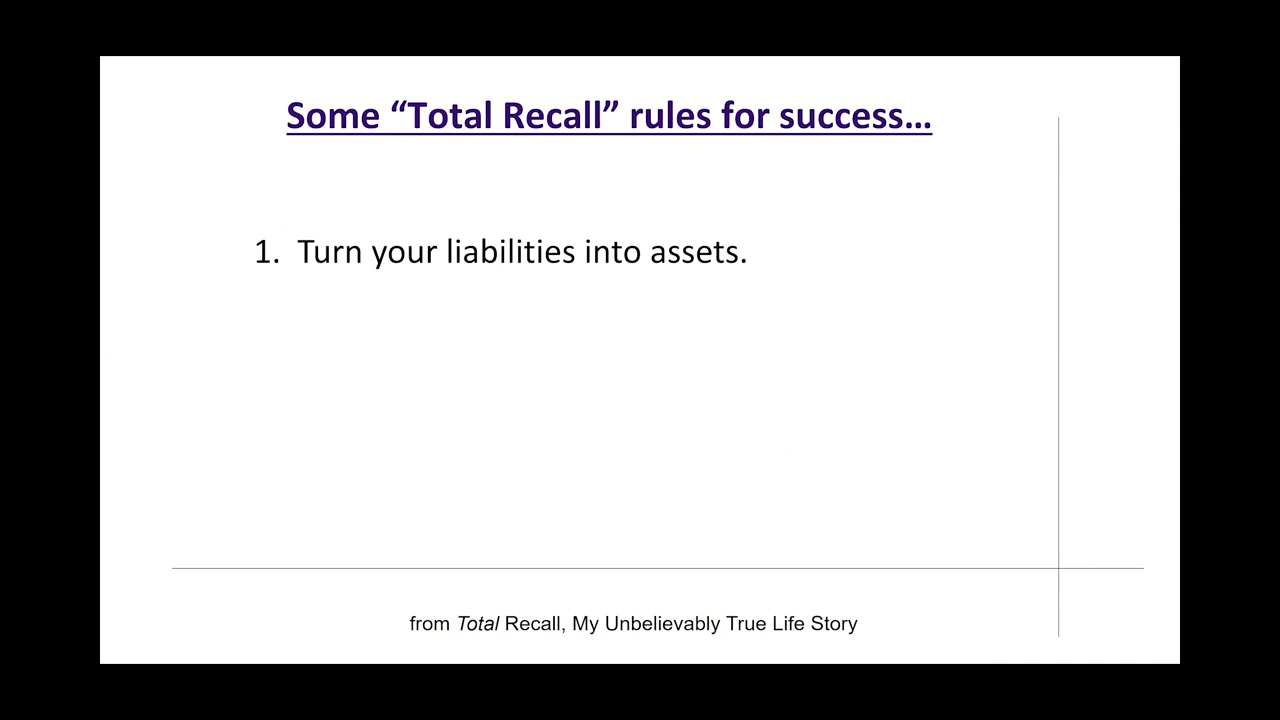 Some “Total Recall” rules for success…
1. Turn your liabilities into assets.
from Total Recall, My Unbelievably True Life Story